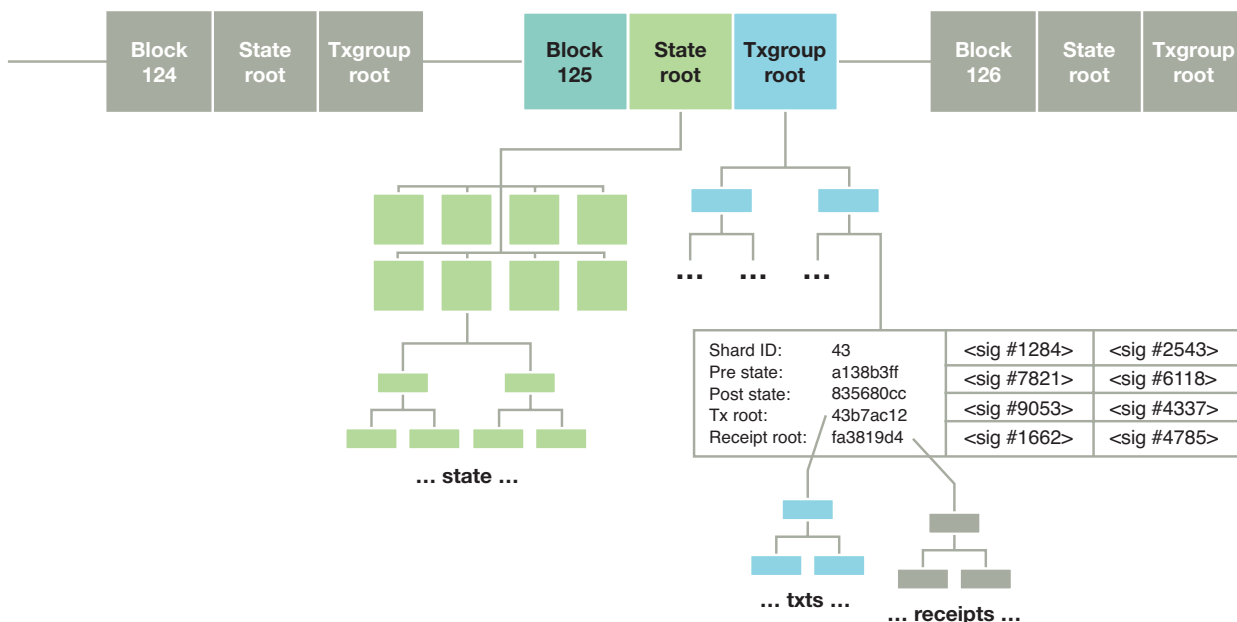 Block
124
State
root
Txgroup
root
Block
125
State
root
Txgroup
root
Block
126
State
root
Txgroup
root
... ... ...
Shard ID: 43
Pre state: a138b3ff
Post state: 835680cc
Tx root: 43b7ac12
Receipt root: fa3819d4
<sig #1284> <sig #2543>
<sig #7821> <sig #6118>
<sig #9053> <sig #4337>
<sig #1662> <sig #4785>
... state ...
... txts ...
... receipts ...